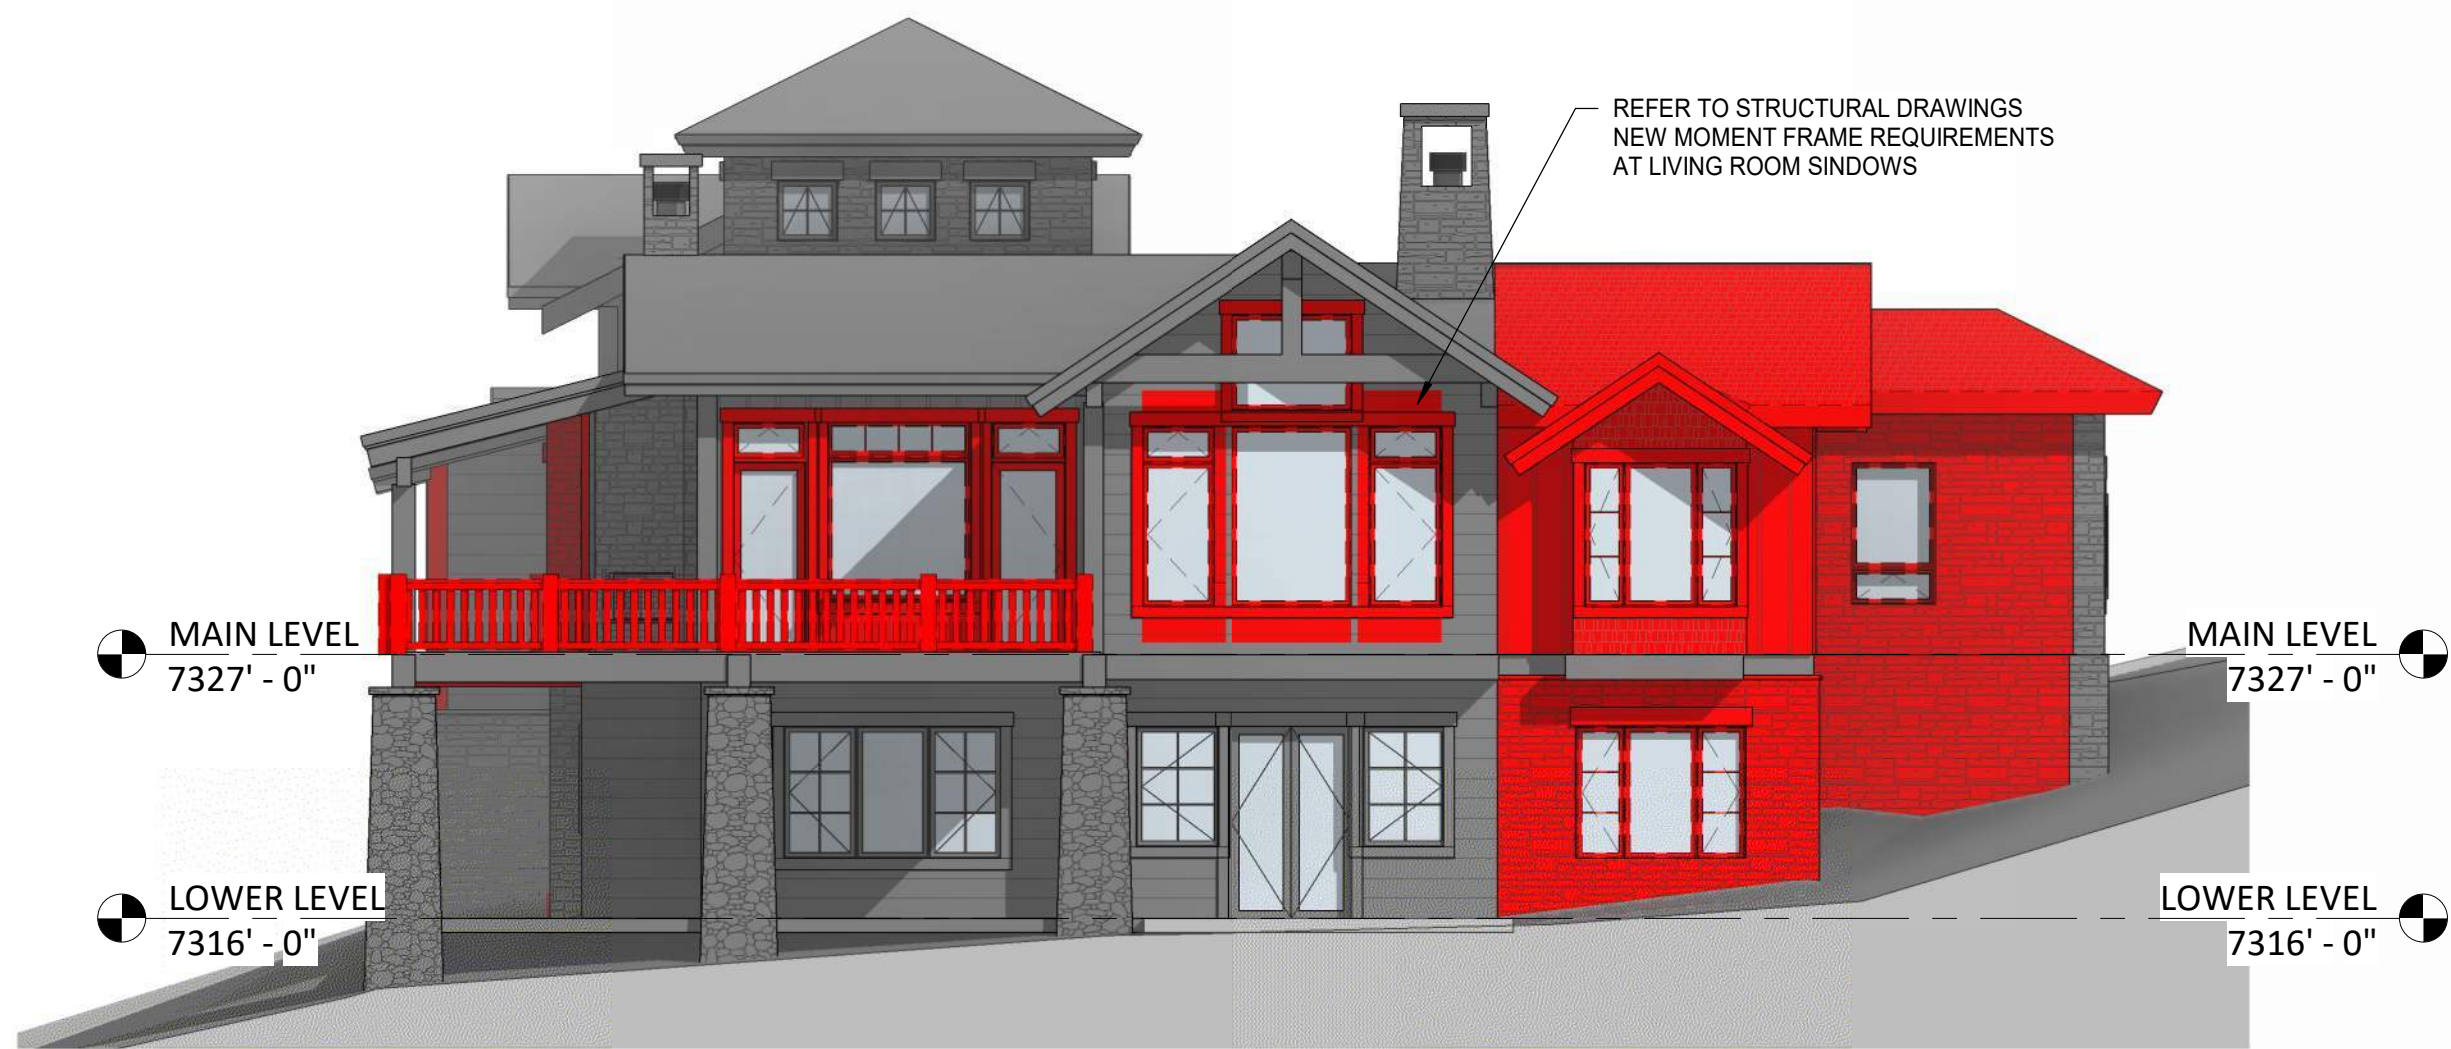 REFER TO STRUCTURAL DRAWINGS
NEW MOMENT FRAME REQUIREMENTS
AT LIVING ROOM SINDOWS
MAIN LEVEL
7327' - 0"
MAIN LEVEL
7327' - 0"
LOWER LEVEL
7316' - 0"
LOWER LEVEL
7316' - 0"